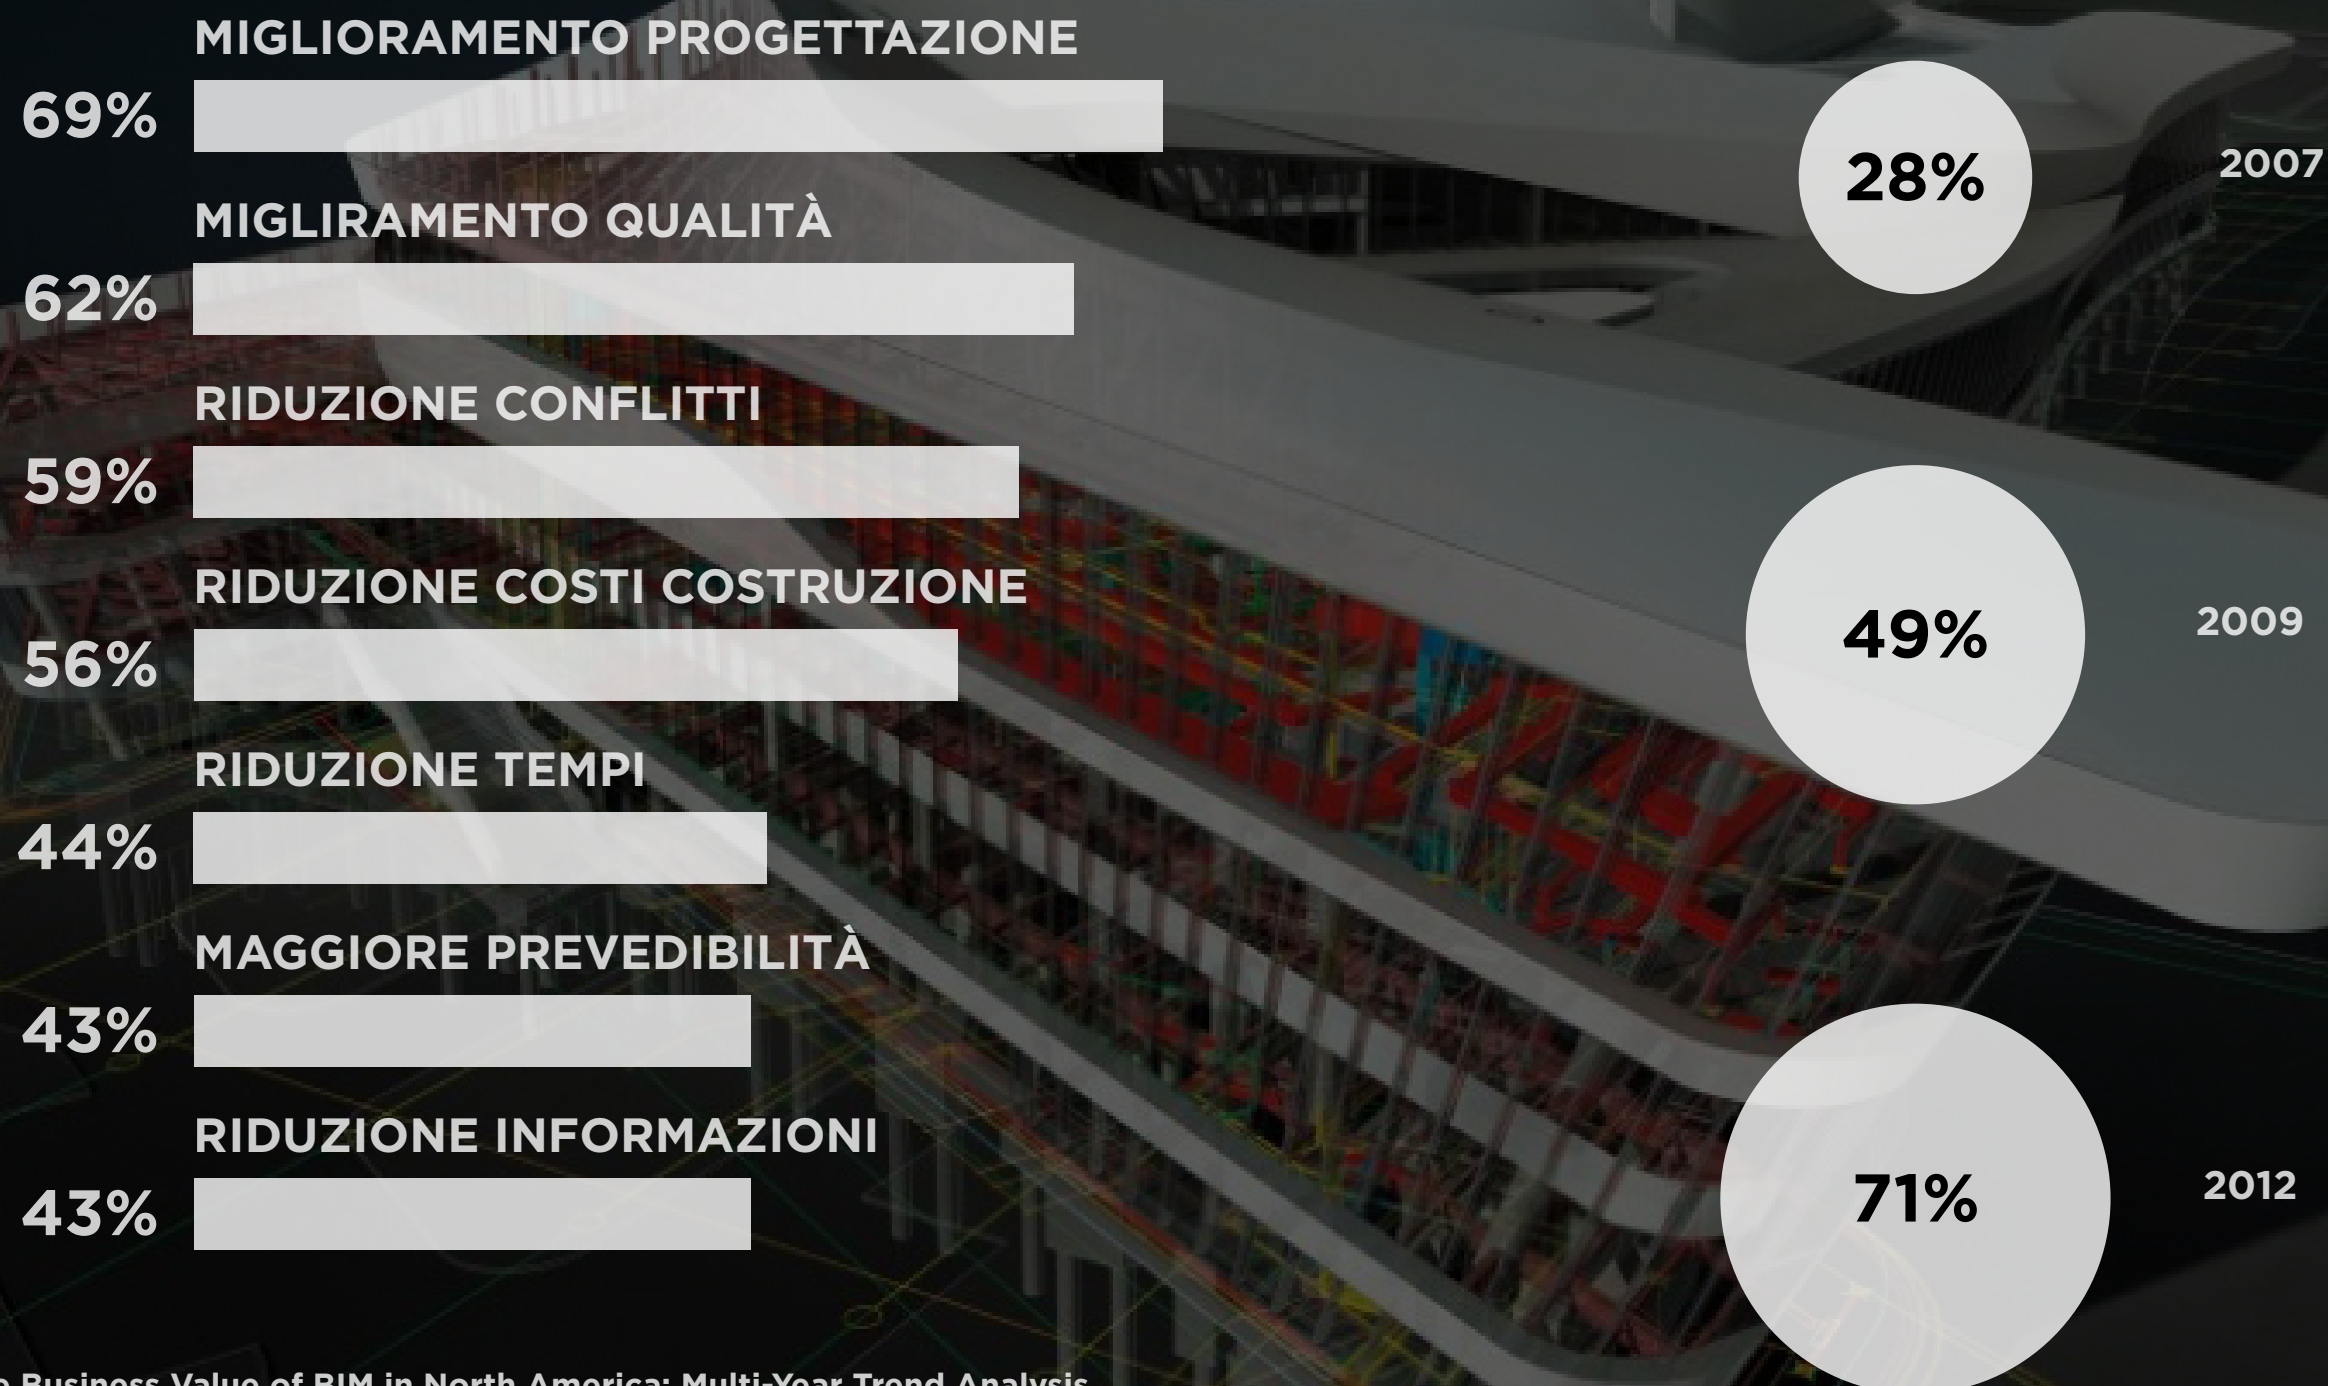 MIGLIORAMENTO PROGETTAZIONE
69%
MIGLIRAMENTO QUALITÀ
62%
RIDUZIONE CONFLITTI
59%
RIDUZIONE COSTI COSTRUZIONE
56%
RIDUZIONE TEMPI
44%
MAGGIORE PREVEDIBILITÀ
43%
RIDUZIONE INFORMAZIONI
43%
28%
2007
49%
2009
71%
2012
Business Value of BIM in North America: Multi-Year Trend Analysis